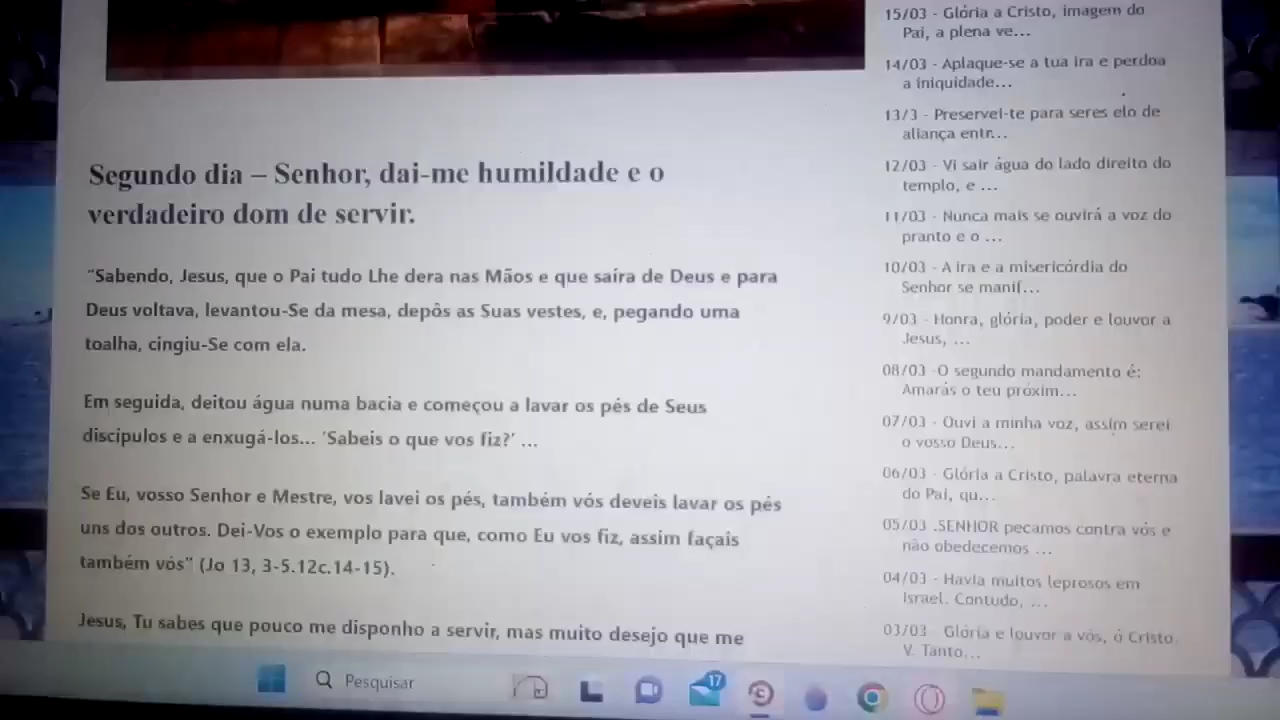 Segundo dia – Senhor, dai-me humildade e o
verdadeiro dom de servir.
"Sabendo, Jesus, que o Pai tudo Lhe dera nas Mãos e que saíra de Deus e para
Deus voltava, levantou-Se da mesa, depôs as Suas vestes, e, pegando uma
toalha, cingiu-Se com ela.
Em seguida, deitou água numa bacia e começou a lavar os pés de Seus
discípulos e a enxugá-los... 'Sabeis o que vos fiz?' ...
Se Eu, vosso Senhor e Mestre, vos lavei os pés, também vós deveis lavar os pés
uns dos outros. Dei-Vos o exemplo para que, como Eu vos fiz, assim façais
também vós" (Jo 13, 3-5.12c.14-15).
Jesus, Tu sabes que pouco me disponho a servir, mas muito desejo que me
15/03 - Glória a Cristo, imagem do
Pai, a plena ve...
14/03 - Aplaque-se a tua ira e perdoa
a iniquidade...
13/3 - Preservei-te para seres elo de
aliança entr...
12/03 - Vi sair água do lado direito do
templo, e ...
11/03 - Nunca mais se ouvirá a voz do
pranto e o ...
10/03 - A ira e a misericórdia do
Senhor se manif...
9/03 - Honra, glória, poder e louvor a
Jesus, ...
08/03 -O segundo mandamento é:
Amarás o teu próxim...
07/03 - Ouvi a minha voz, assim serei
o vosso Deus...
06/03 - Glória a Cristo, palavra eterna
do Pai, qu...
05/03 .SENHOR pecamos contra vós e
não obedecemos ...
04/03 - Havia muitos leprosos em
Israel. Contudo, ...
03/03 Glória e louvor a vós, ó Cristo.
V. Tanto...
Pesquisar
17